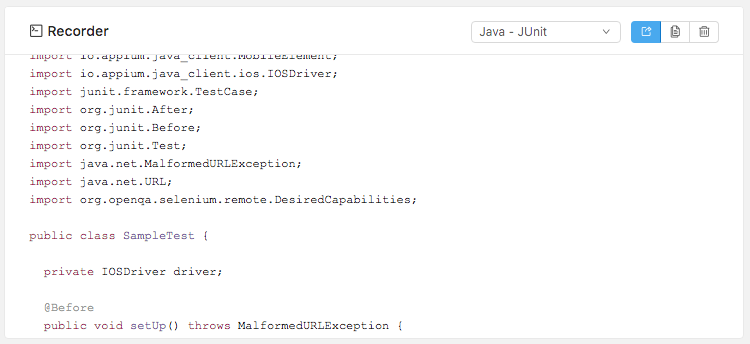 Recorder
Java - JUnit
import io.appium.java_client.MobileElement;
import io.appium.java_client.ios.IOSDriver;
import junit.framework.TestCase;
import org.junit.After;
import org.junit.Before;
import org.junit.Test;
import java.net.MalformedURLException;
import java.net.URL;
import org.openqa.selenium.remote.DesiredCapabilities;
public class SampleTest {
private IOSDriver driver;
@Before
public void setUp() throws MalformedURLException {